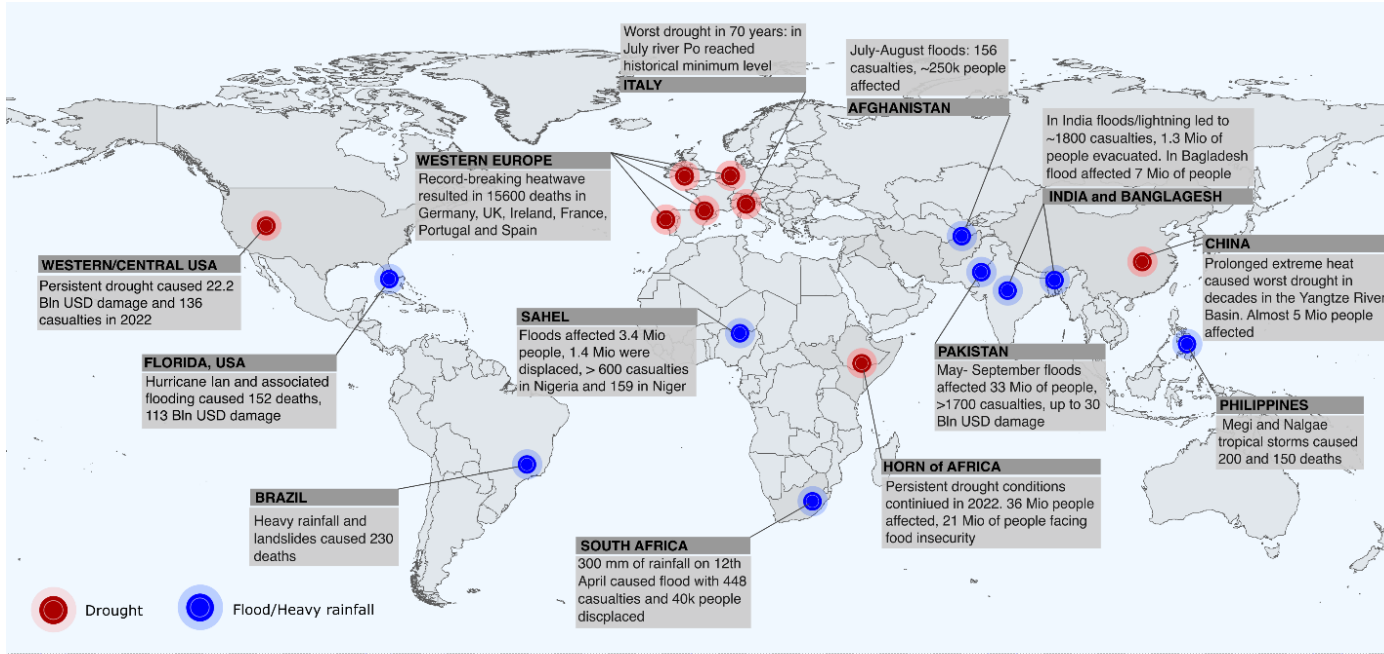 Worst drought in 70 years: in
July river Po reached
historical minimum level
ITALY
July-August floods: 156
casualties, ~250k people
affected
AFGHANISTAN
In India floods/lightning led to
~1800 casualties, 1.3 Mio of
people evacuated. In Bagladesh
flood affected 7 Mio of people
INDIA and BANGLAGESH
WESTERN EUROPE
Record-breaking heatwave
resulted in 15600 deaths in
Germany, UK, Ireland, France,
Portugal and Spain
CHINA
Prolonged extreme heat
caused worst drought in
decades in the Yangtze River
Basin. Almost 5 Mio people
affected
WESTERN/CENTRAL USA
Persistent drought caused 22.2
Bln USD damage and 136
casualties in 2022
SAHEL
Floods affected 3.4 Mio
people, 1.4 Mio were
displaced, > 600 casualties
in Nigeria and 159 in Niger
FLORIDA, USA
Hurricane Ian and associated
flooding caused 152 deaths,
113 Bln USD damage
PAKISTAN
May- September floods
affected 33 Mio of people,
>1700 casualties, up to 30
Bln USD damage
PHILIPPINES
Megi and Nalgae
tropical storms caused
200 and 150 deaths
HORN of AFRICA
Persistent drought conditions
continiued in 2022. 36 Mio people
affected, 21 Mio of people facing
food insecurity
BRAZIL
Heavy rainfall and
landslides caused 230
deaths
SOUTH AFRICA
300 mm of rainfall on 12th
April caused flood with 448
casualties and 40k people
discplaced
Drought
Flood/Heavy rainfall